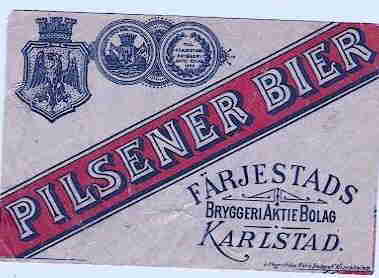 PILSENER BIER
FÄRJESTADS
BRYGGERI AKTIE BOLAG
KARLSTAD.